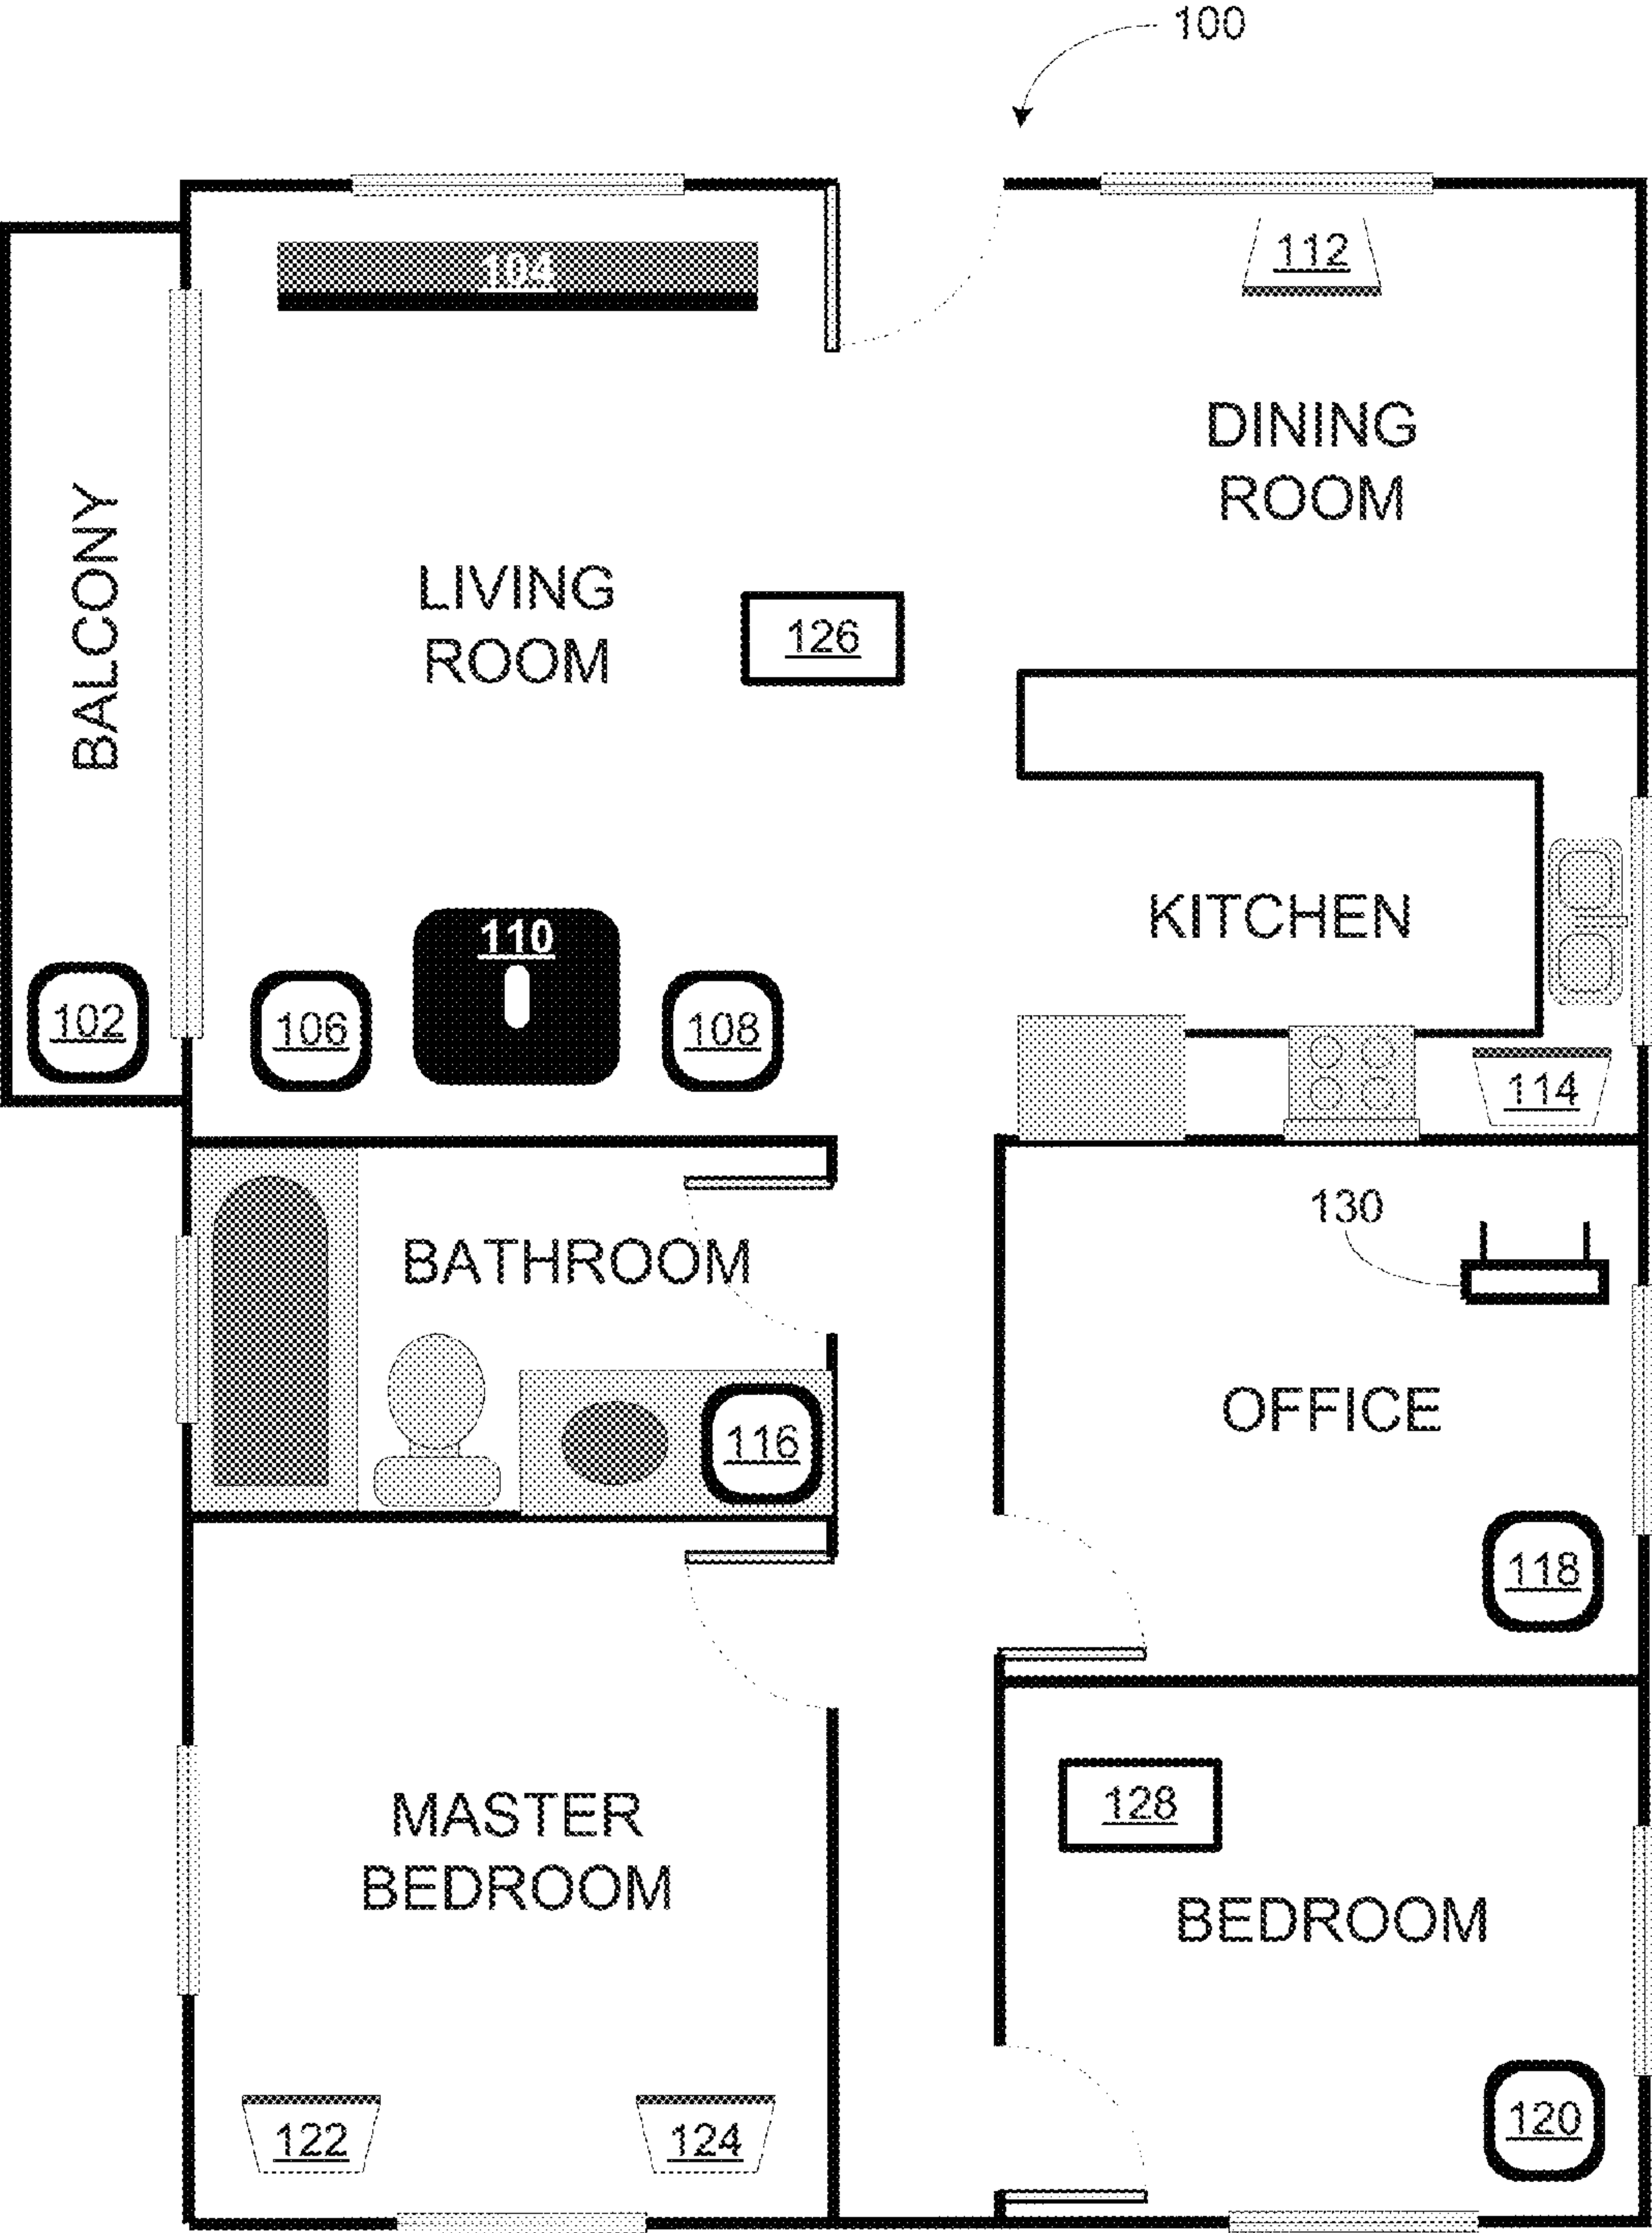 100
104
112
DINING
ROOM
BALCONY
LIVING
ROOM
126
KITCHEN
110
102
106
108
114
130
BATHROOM
OFFICE
116
118
128
MASTER
BEDROOM
BEDROOM
122
124
120